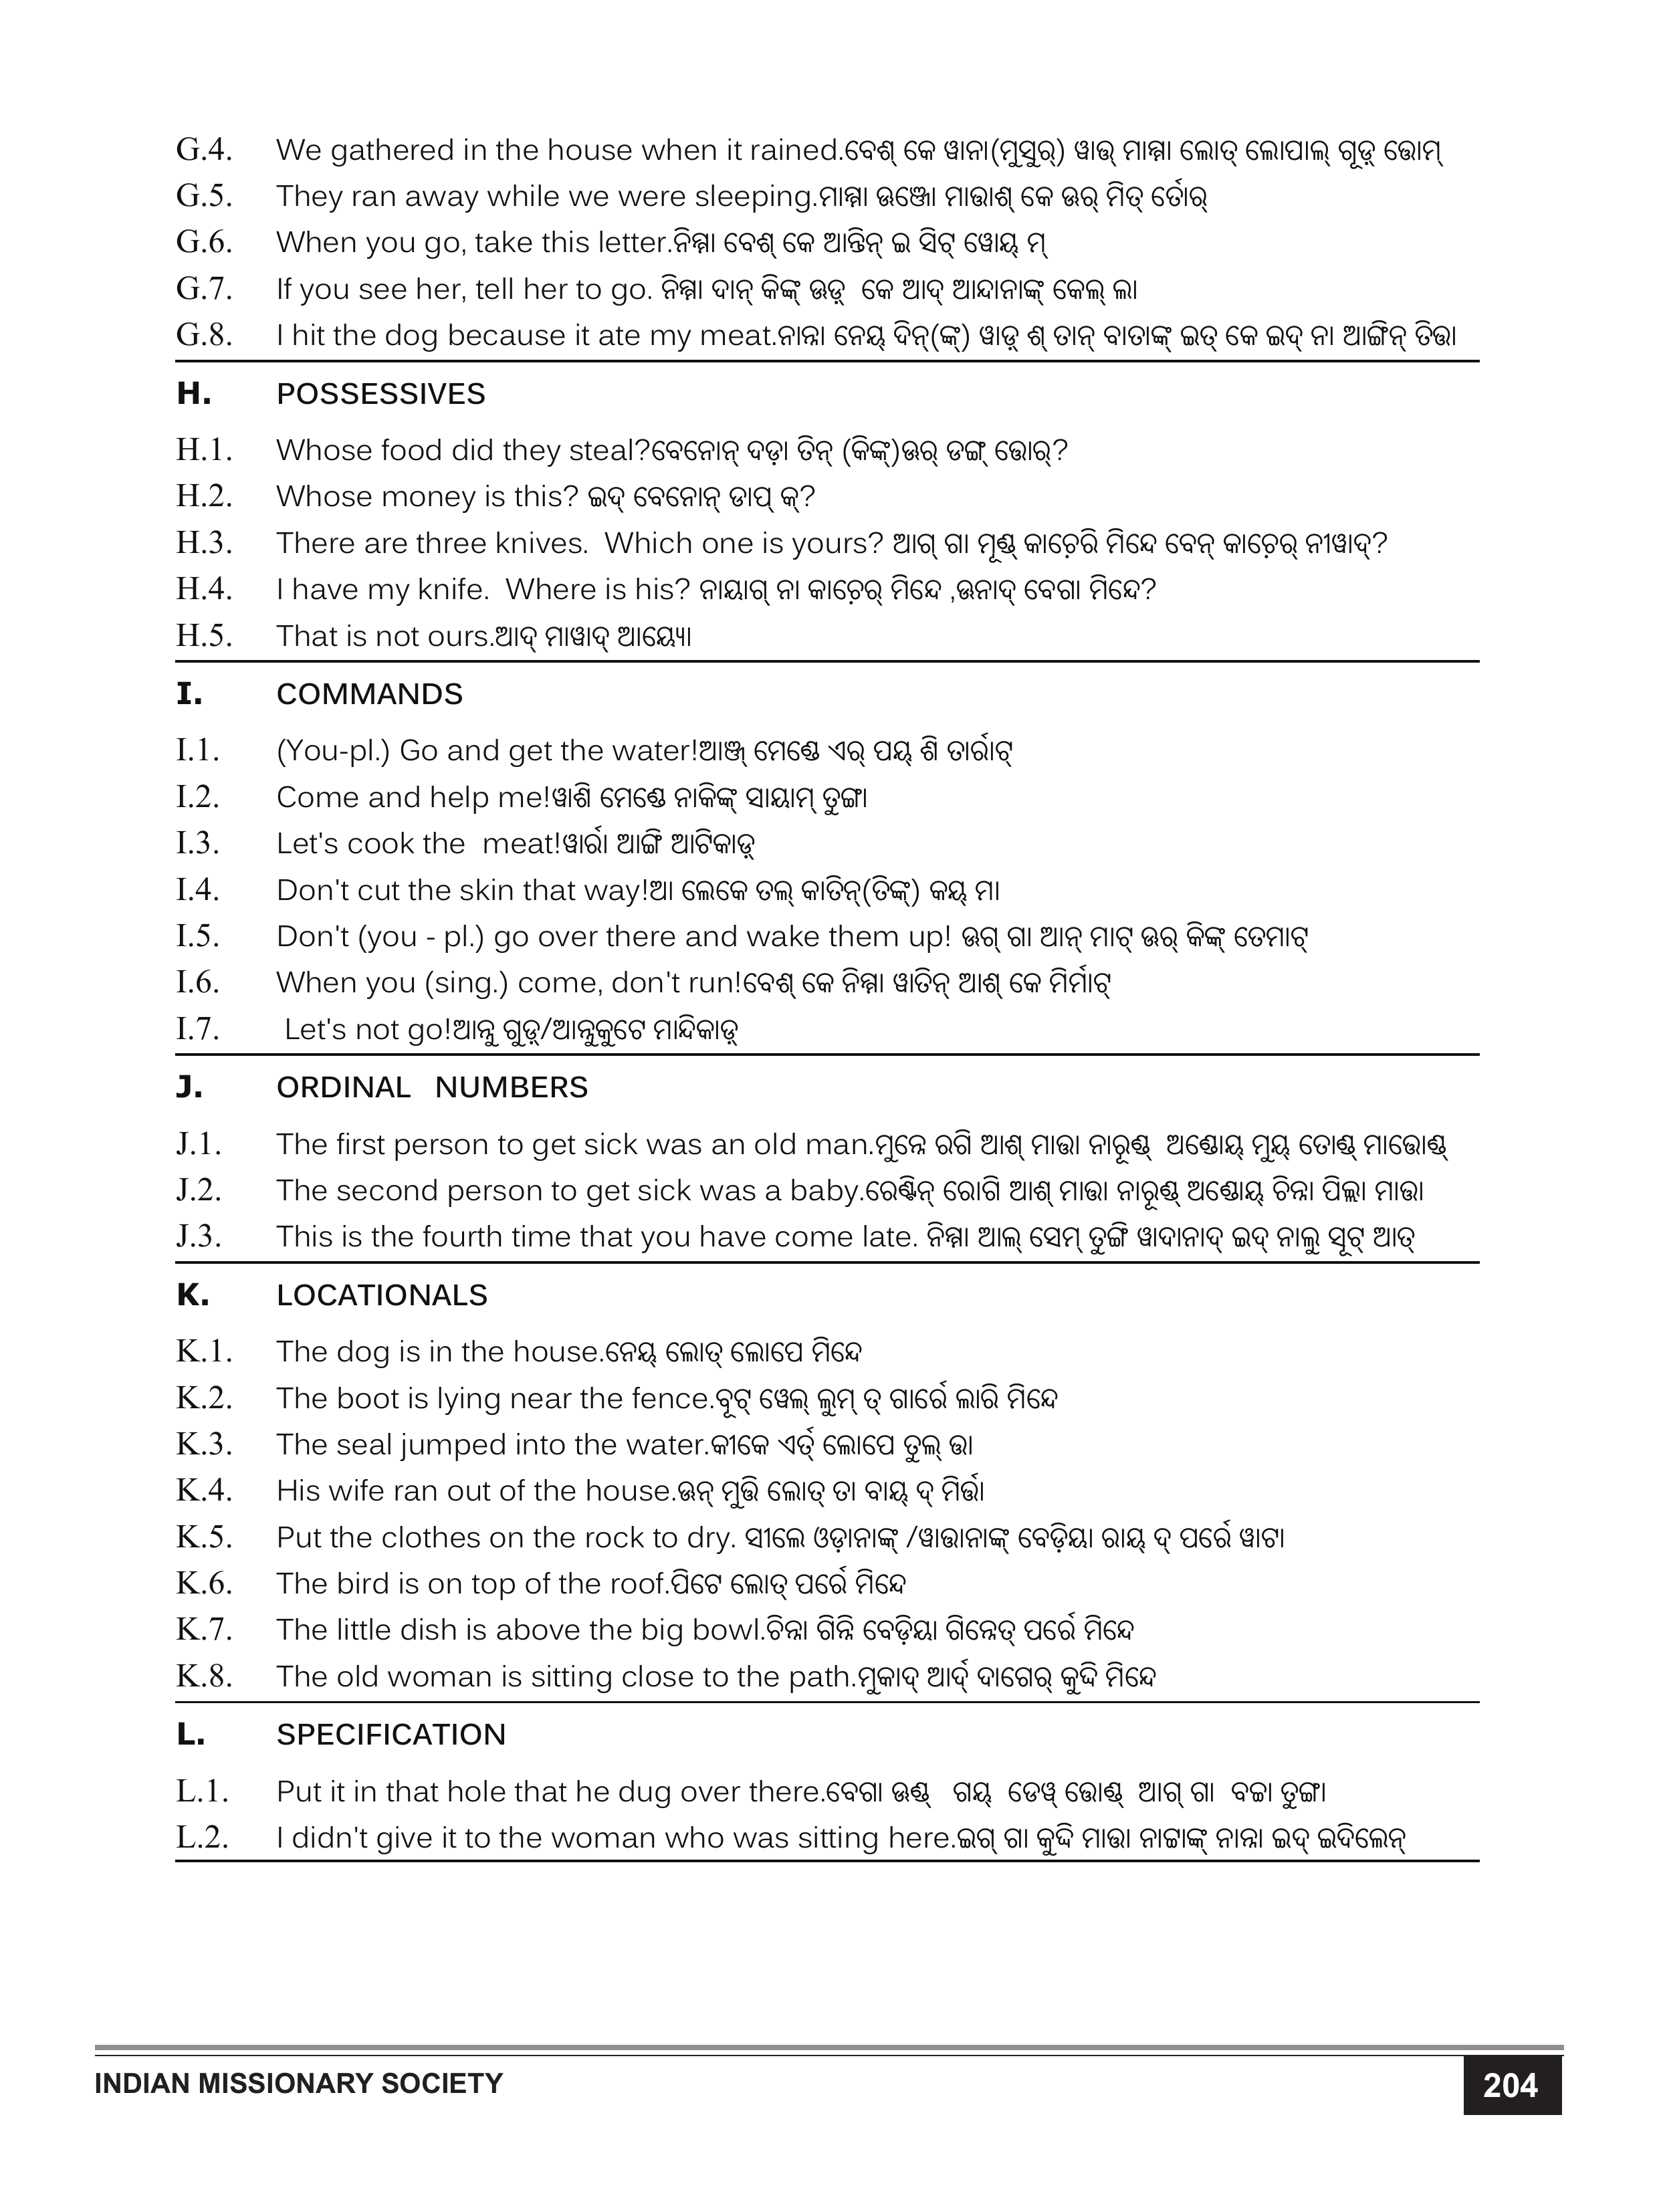 G.4. We gathered in the house when it rained.ବେଶ୍ କେ ୱାନା(ମୁସୁର୍) ୱାଉ୍ ମାମ୍ମା ଲୋତ୍ ଲୋପାଲ୍ ଗୂଡ଼୍ ତ୍ତୋମ୍
G.5. They ran away while we were sleeping.ମାମ୍ମା ଊଞ୍ଜୋ ମାତ୍ତାଶ୍ କେ ଊର୍ ମିତ୍ ର୍ତୋର୍
G.6. When you go, take this letter.ନିମ୍ମା ବେଶ୍ କେ ଆନ୍ତିନ୍ ଇ ସିଟ୍ ୱୋୟ୍ ମ୍
G.7. If you see her, tell her to go. ନିମ୍ମା ଦାନ୍ କିଙ୍କ୍ ଊଡ଼୍ କେ ଆଦ୍ ଆନ୍ଦାନାଙ୍କ୍ କେଲ୍ ଲା
G.8. I hit the dog because it ate my meat.ନାନ୍ନା ନେୟ୍ ଦିନ୍(ଙ୍କ୍) ୱାଡ଼୍ ଶ୍ ତାନ୍ ବାତାଙ୍କ୍ ଇତ୍ କେ ଇଦ୍ ନା ଆଙ୍ଗିନ୍ ତିତ୍ତା
H. POSSESSIVES
H.1. Whose food did they steal?ବେନୋନ୍ ଦଡ଼ା ତିନ୍ (କିଙ୍କ୍)ଊର୍ ଡଙ୍ଗ୍ ତ୍ତୋର୍?
H.2. Whose money is this? ଇଦ୍ ବେନୋନ୍ ଡାପ୍ କ୍?
H.3. There are three knives. Which one is yours? ଆଗ୍ ଗା ମୂଣ୍ଡ୍ କାଚେ଼ରି ମିନ୍ଦେ ବେନ୍ କାଚେ଼ର୍ ନୀୱାଦ୍?
H.4. I have my knife. Where is his? ନାୟାଗ୍ ନା କାଚେ଼ର୍ ମିନ୍ଦେ ,ଊନାଦ୍ ବେଗା ମିନ୍ଦେ?
H.5. That is not ours.ଆଦ୍ ମାୱାଦ୍ ଆୟ୍ୟୋ
I. COMMANDS
I.1. (You-pl.) Go and get the water!ଆଞ୍ଜ୍ ମେଣ୍ଡେ ଏର୍ ପୟ୍ ଶି ତାର୍ରାଟ୍
I.2. Come and help me!ୱାଶି ମେଣ୍ଡେ ନାକିଙ୍କ୍ ସାୟାମ୍ ତୁଙ୍ଗା
I.3. Let's cook the meat!ୱାର୍ରା ଆଙ୍ଗି ଆଟିକାଡ଼୍
I.4. Don't cut the skin that way!ଆ ଲେକେ ତଲ୍ କାତିନ୍(ତିଙ୍କ୍) କୟ୍ ମା
I.5. Don't (you - pl.) go over there and wake them up! ଊଗ୍ ଗା ଆନ୍ ମାଟ୍ ଊର୍ କିଙ୍କ୍ ତେମାଟ୍
I.6. When you (sing.) come, don't run!ବେଶ୍ କେ ନିମ୍ମା ୱାତିନ୍ ଆଶ୍ କେ ମିର୍ମାଟ୍
I.7. Let's not go!ଆନ୍ନୁ ଗୁଡ଼୍/ଆନ୍ନୁକୁଟେ ମାନ୍ଦିକାଡ଼୍
J. ORDINAL NUMBERS
J.1. The first person to get sick was an old man.ମୁନ୍ନେ ରଗି ଆଶ୍ ମାତ୍ତା ନାରୂଣ୍ଡ୍ ଅଣ୍ଡୋୟ୍ ମୁୟ୍ ତୋଣ୍ଡ୍ ମାତ୍ତୋଣ୍ଡ୍
J.2. The second person to get sick was a baby.ରେଣ୍ଟିନ୍ ରୋଗି ଆଶ୍ ମାତ୍ତା ନାରୂଣ୍ଡ୍ ଅଣ୍ଡୋୟ୍ ଚିନ୍ନା ପିଲ୍ଲା ମାତ୍ତା
J.3. This is the fourth time that you have come late. ନିମ୍ମା ଆଲ୍ ସେମ୍ ତୁଙ୍ଗି ୱାଦାନାଦ୍ ଇଦ୍ ନାଲୁ ସୂଟ୍ ଆତ୍
K. LOCATIONALS
K.1. The dog is in the house.ନେୟ୍ ଲୋତ୍ ଲୋପେ ମିନ୍ଦେ
K.2. The boot is lying near the fence.ବୂଟ୍ ୱେଲ୍ ଲୁମ୍ ତ୍ ଗାର୍ରେ ଲାରି ମିନ୍ଦେ
K.3. The seal jumped into the water.କୀକେ ଏର୍ତ୍ ଲୋପେ ତୁଲ୍ ତ୍ତା
K.4. His wife ran out of the house.ଊନ୍ ମୁତ୍ତି ଲୋତ୍ ତା ବାୟ୍ ଦ୍ ମିର୍ତ୍ତା
K.5. Put the clothes on the rock to dry. ସୀଲେ ଓଡ଼ାନାଙ୍କ୍ /ୱାତ୍ତାନାଙ୍କ୍ ବେଡ଼ିୟା ରାୟ୍ ଦ୍ ପର୍ରେ ୱାଟା
K.6. The bird is on top of the roof.ପିଟେ ଲୋତ୍ ପର୍ରେ ମିନ୍ଦେ
K.7. The little dish is above the big bowl.ଚିନ୍ନା ଗିନ୍ନି ବେଡ଼ିୟା ଗିନ୍ନେତ୍ ପର୍ରେ ମିନ୍ଦେ
K.8. The old woman is sitting close to the path.ମୁକାଦ୍ ଆର୍ଦ୍ ଦାଗେର୍ କୁଦ୍ଦି ମିନ୍ଦେ
L. SPECIFICATION
L.1. Put it in that hole that he dug over there.ବେଗା ଊଣ୍ଡ୍ ଗୟ୍ ଡେୱ୍ ତ୍ତୋଣ୍ଡ୍ ଆଗ୍ ଗା ବଚ୍ଚା ତୁଙ୍ଗା
L.2. I didn't give it to the woman who was sitting here.ଇଗ୍ ଗା କୁଦ୍ଦି ମାତ୍ତା ନାଟ୍ଟାଙ୍କ୍ ନାନ୍ନା ଇଦ୍ ଇଦିଲେନ୍
INDIAN MISSIONARY SOCIETY
204